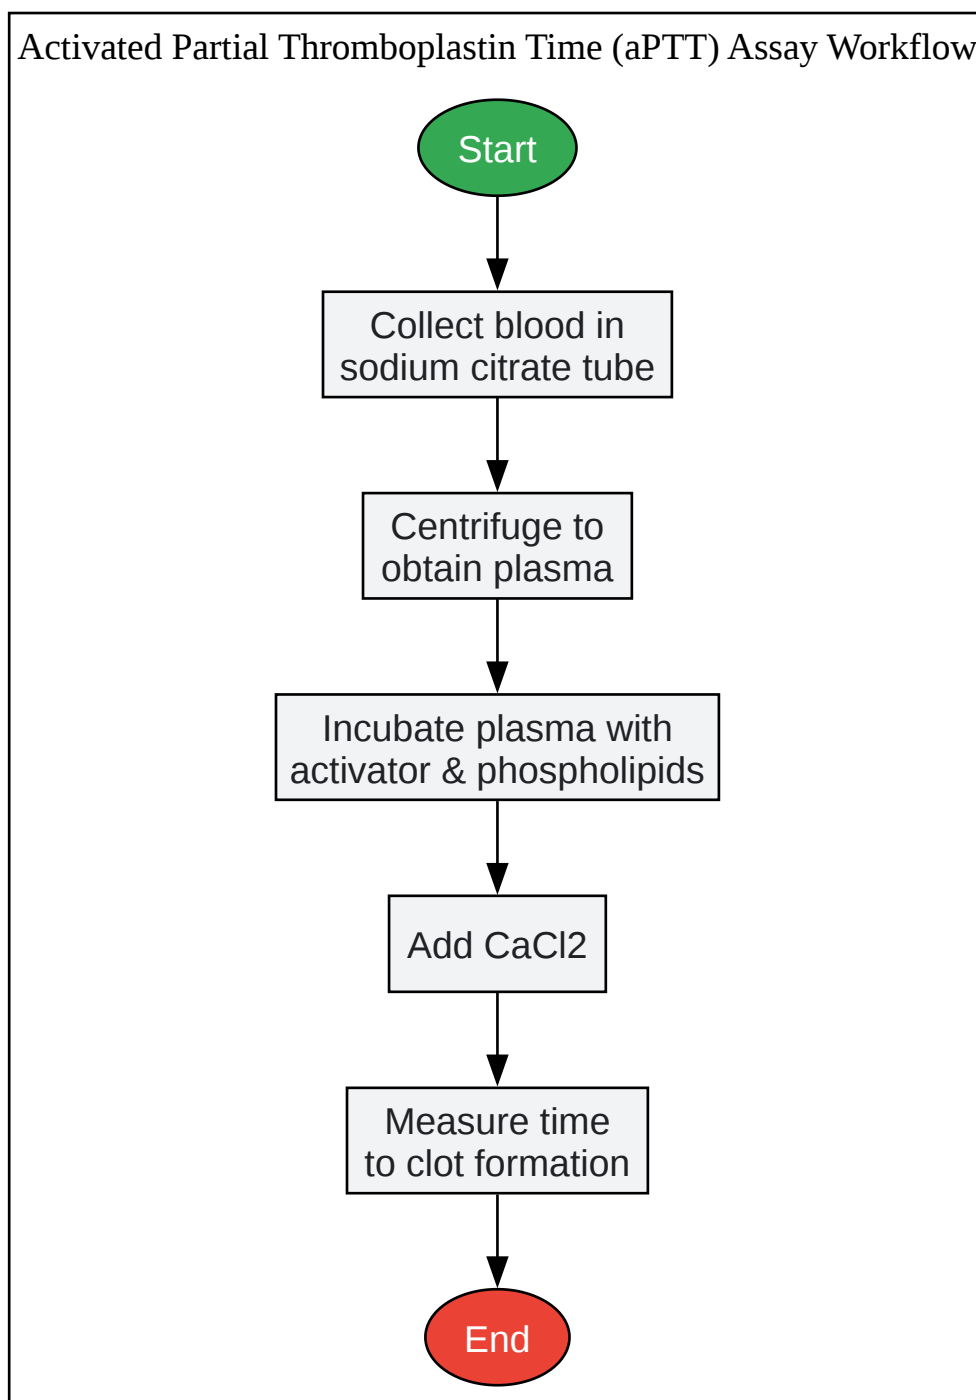 Activated Partial Thromboplastin Time (aPTT) Assay Workflow
Start
Collect blood in
sodium citrate tube
Centrifuge to
obtain plasma
Incubate plasma with
activator & phospholipids
Add CaCl2
Measure time
to clot formation
End